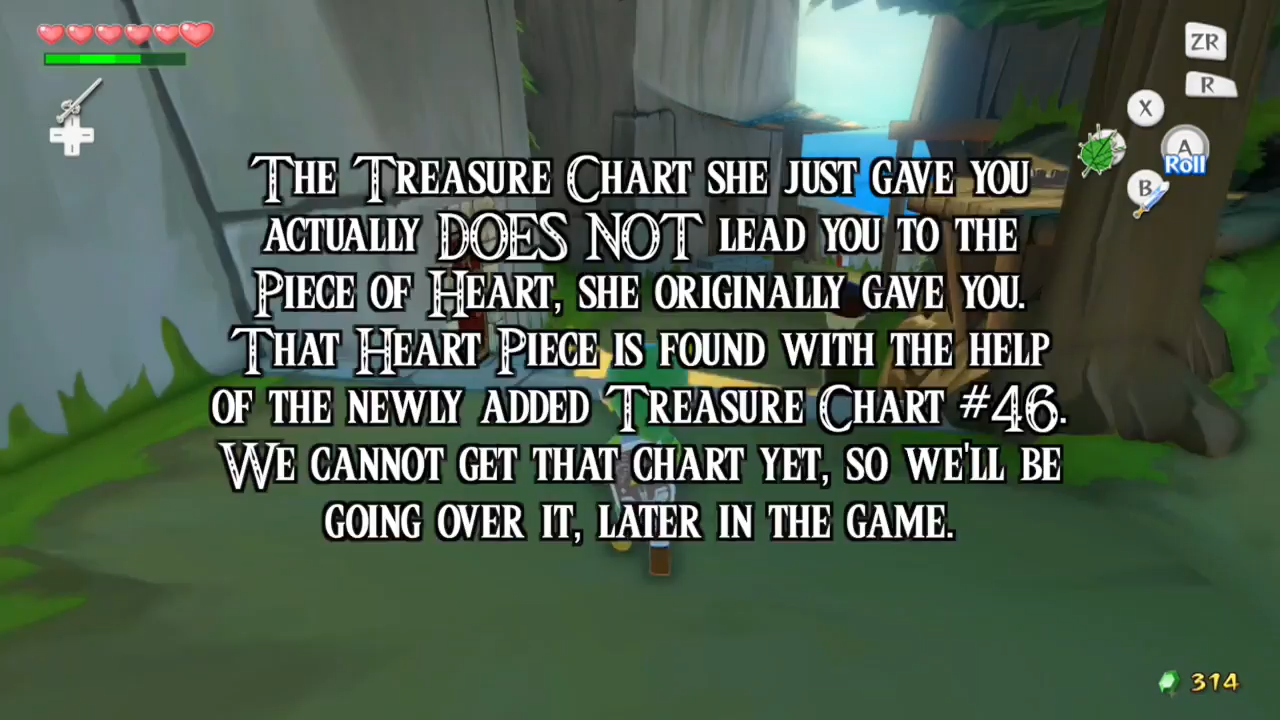 ZR
R
X
A
Roll
B
The Treasure Chart she just gave you
actually DOES NOT lead you to the
Piece of Heart, she originally gave you.
That Heart Piece is found with the help
of the newly added Treasure Chart #46.
We cannot get that chart yet, so we'll be
going over it, later in the game.
314